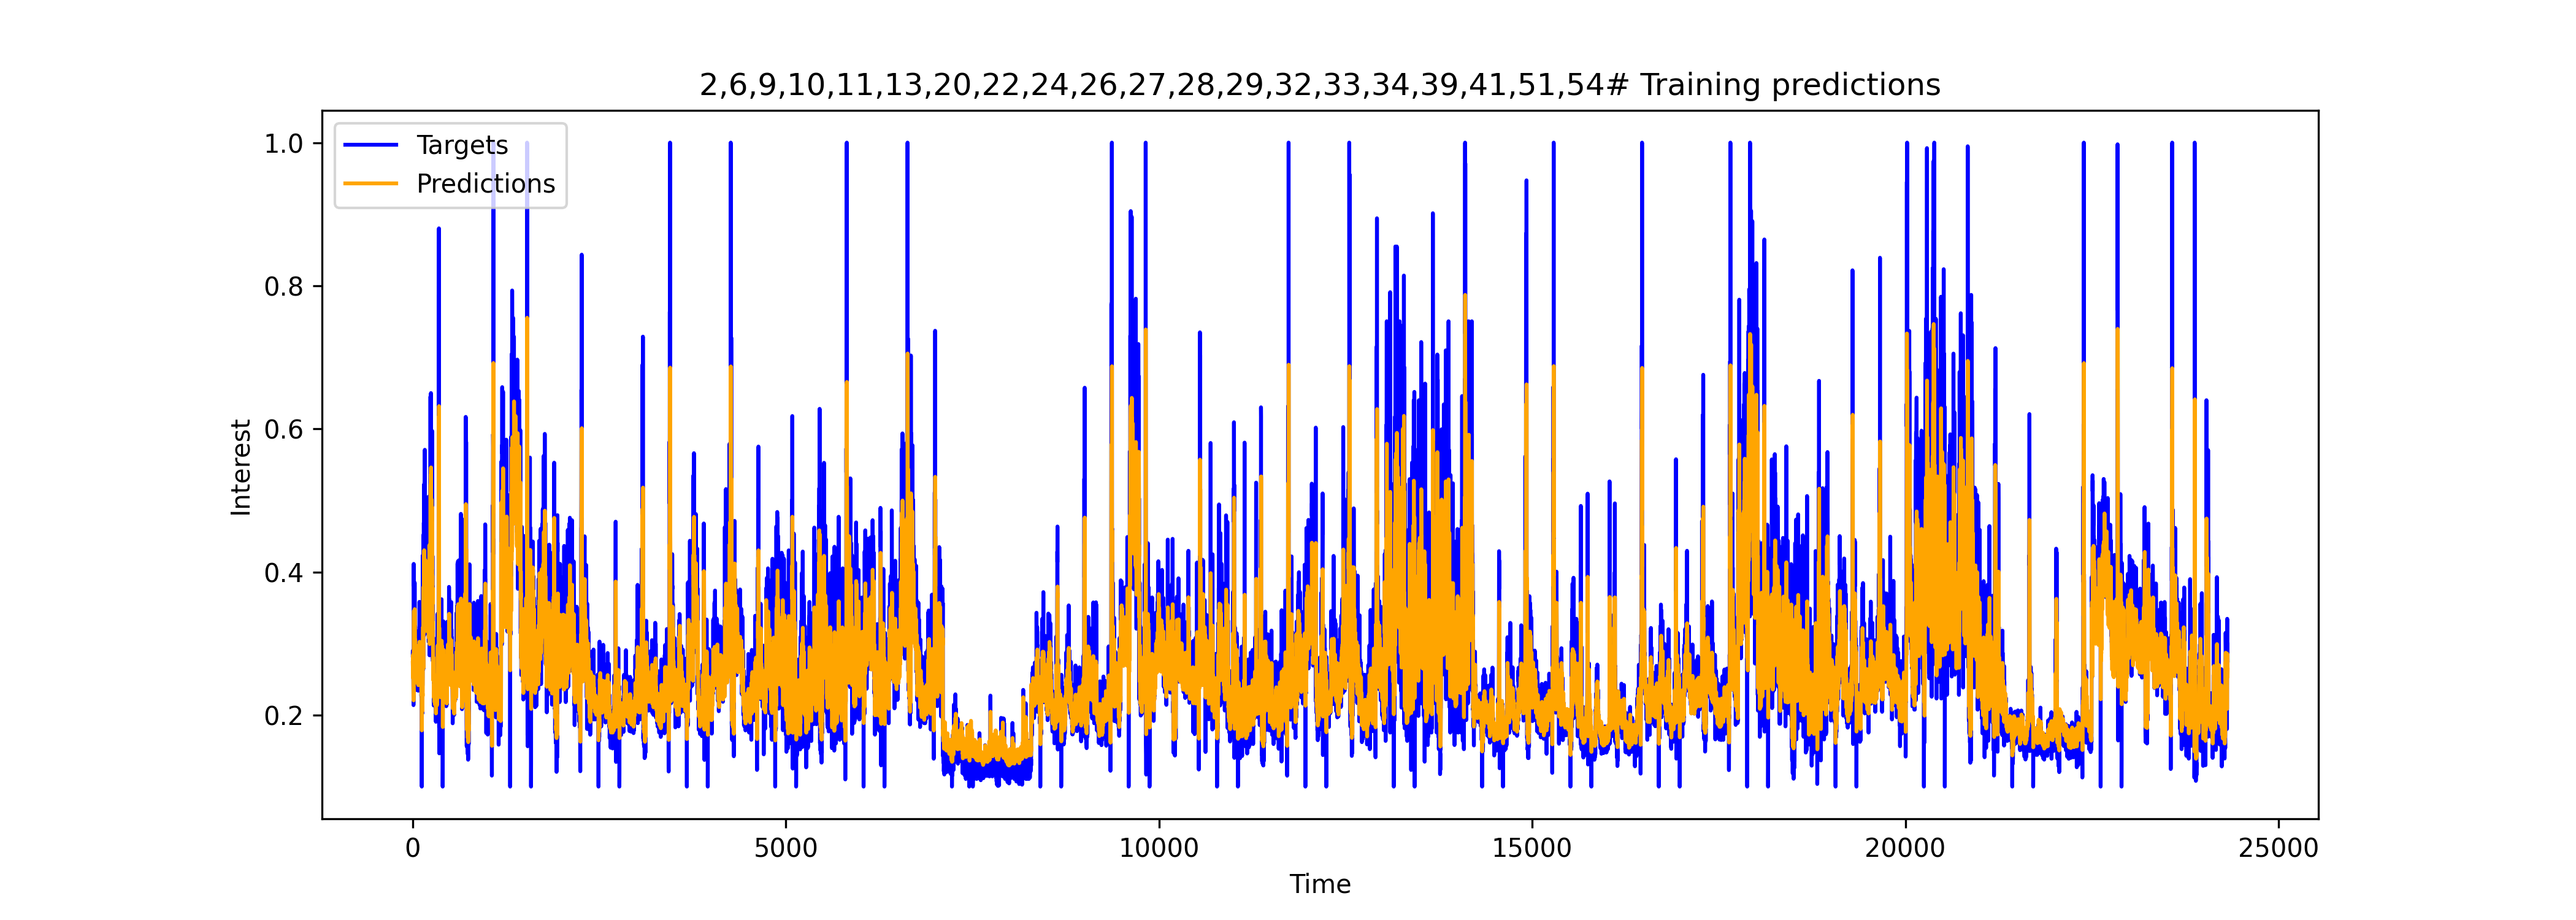 2,6,9,10,11,13,20,22,24,26,27,28,29,32,33,34,39,41,51,54# Training predictions
Targets
Predictions
1.0
0.8
0.6
0.4
0.2
Interest
0 5000 10000 15000 20000 25000
Time